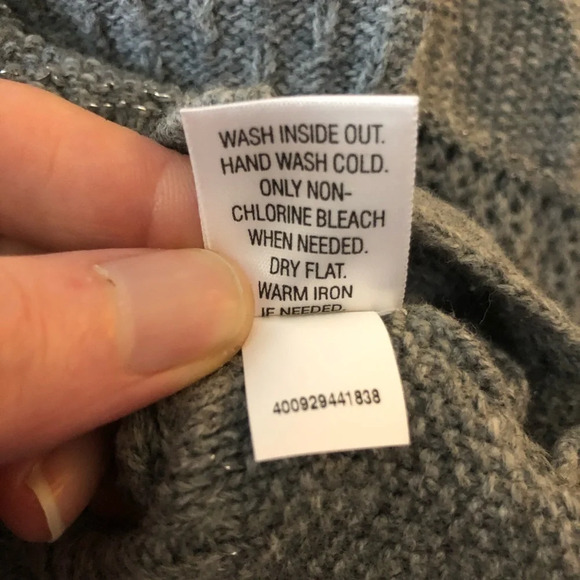 WASH INSIDE OUT.
HAND WASH COLD.
ONLY NON-
CHLORINE BLEACH
WHEN NEEDED.
DRY FLAT.
WARM IRON
IF NEEDED.
400929441838